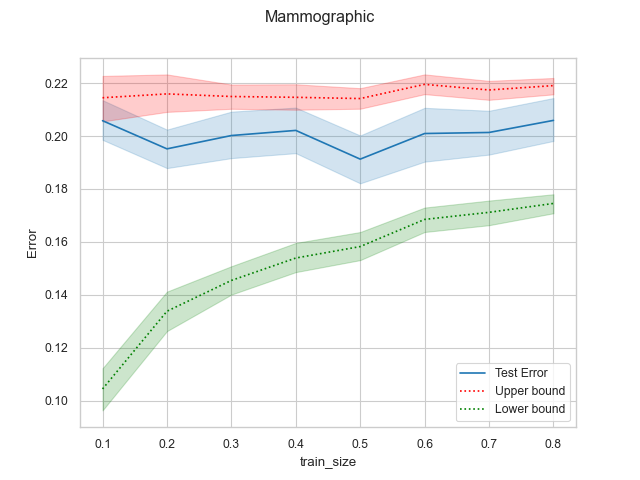 Mammographic
0.22
0.20
0.18
0.16
0.14
0.12
0.10
Error
0.1 0.2 0.3 0.4 0.5 0.6 0.7 0.8
train_size
Test Error
Upper bound
Lower bound